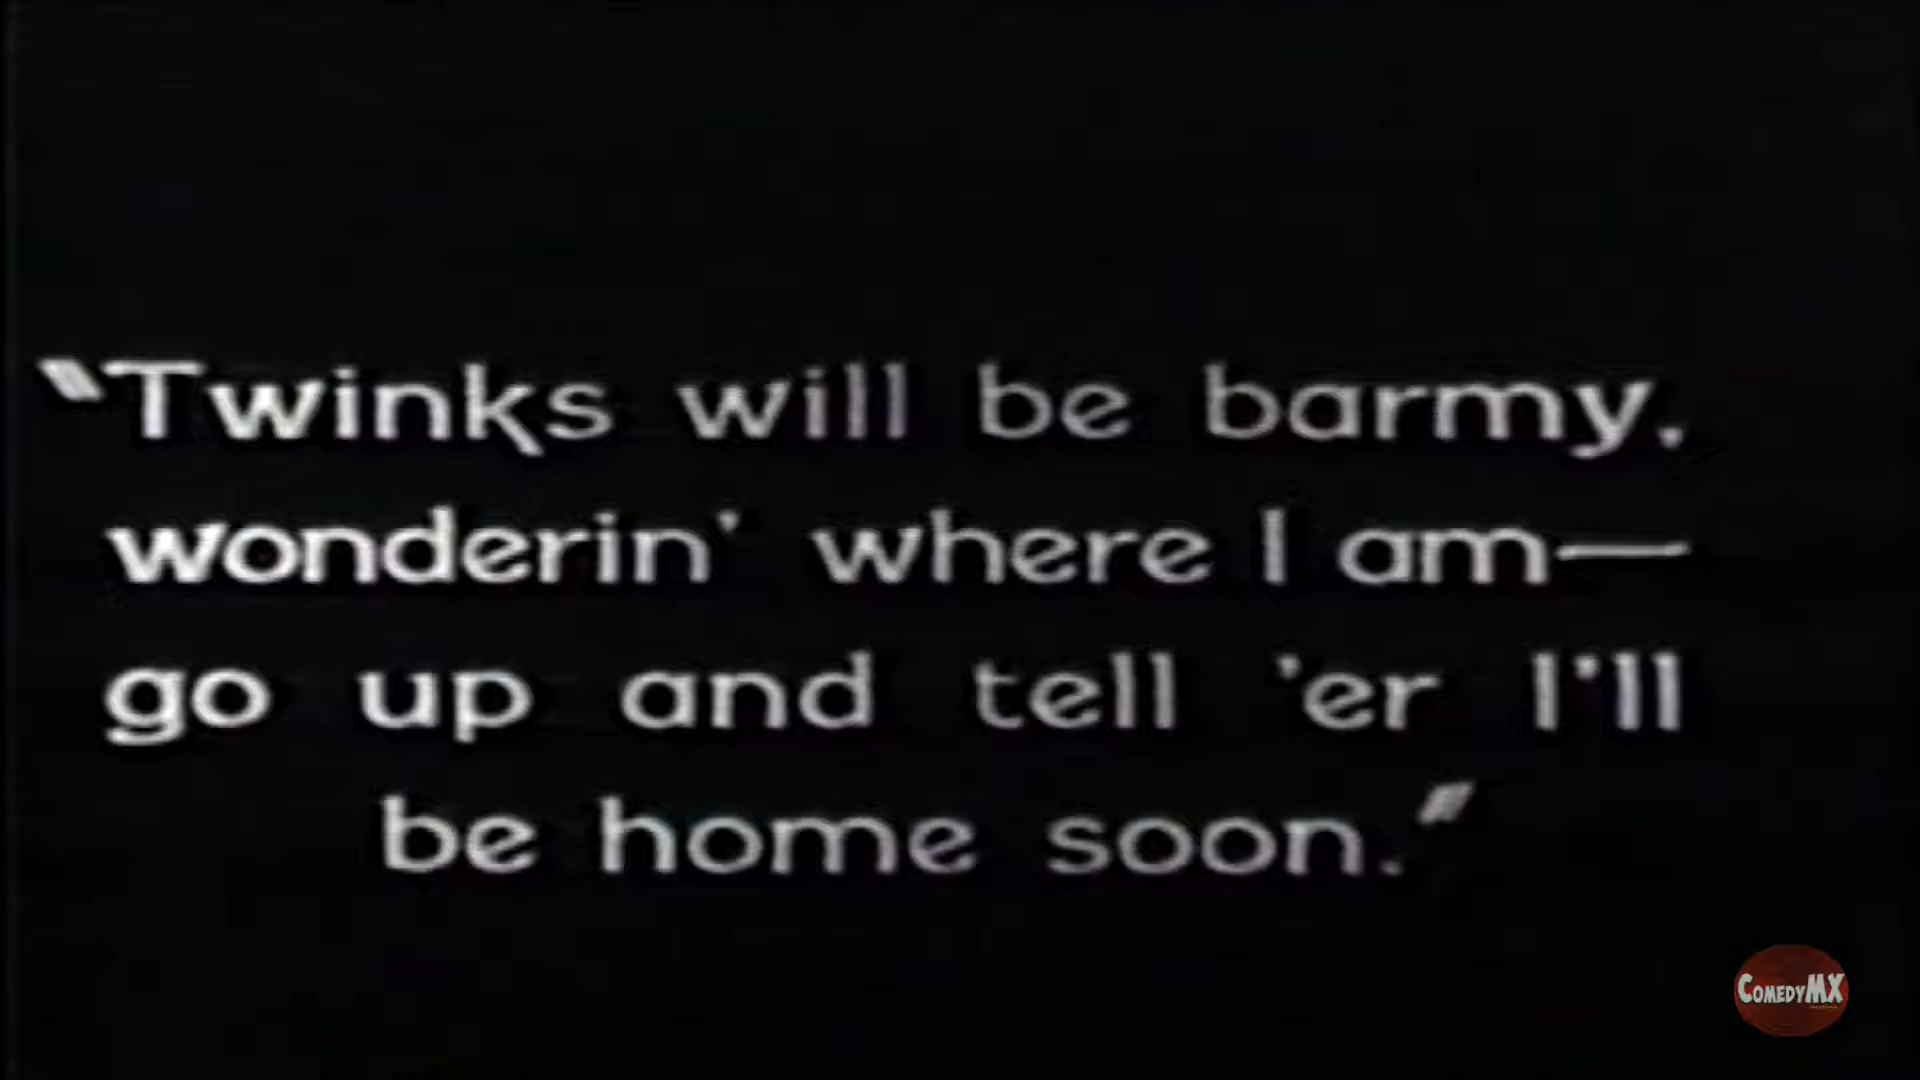 "Twinks will be barmy,
wonderin' where I am—
go up and tell 'er I'll
be home soon."
COMEDYMX